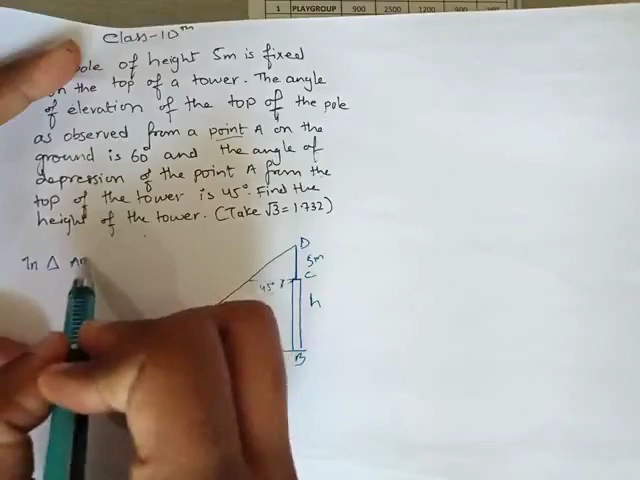 1 PLAYGROUP 900 2500 1200 900
Class-10th
pole of height 5m is fixed
on the top of a tower. The angle
of elevation of the top of the pole
as observed from a point A on the
ground is 60 and the angle of
depression of the point A from the
top of the tower is 45°. Find the
height of the tower. (Take √3=1.732)
In △ A
D
5m
C
45°
h
B